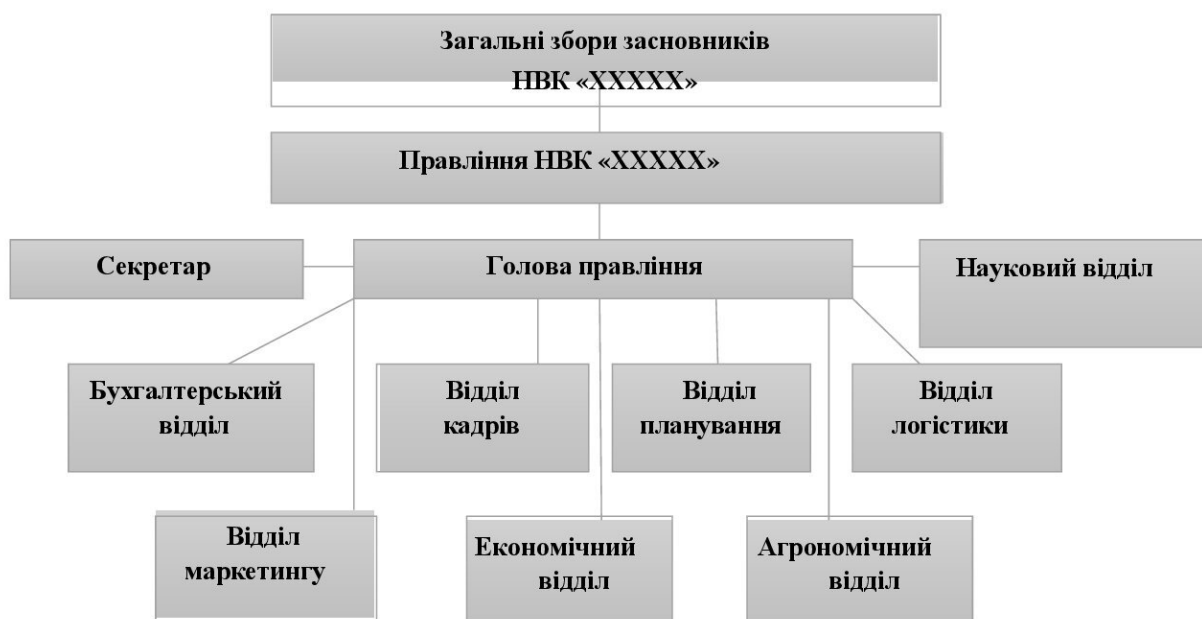 Загальні збори засновників
НВК «ХХХХХ»
Правління НВК «ХХХХХ»
Секретар
Голова правління
Науковий відділ
Бухгалтерський
відділ
Відділ
кадрів
Відділ
планування
Відділ
логістики
Відділ
маркетингу
Економічний
відділ
Агрономічний
відділ